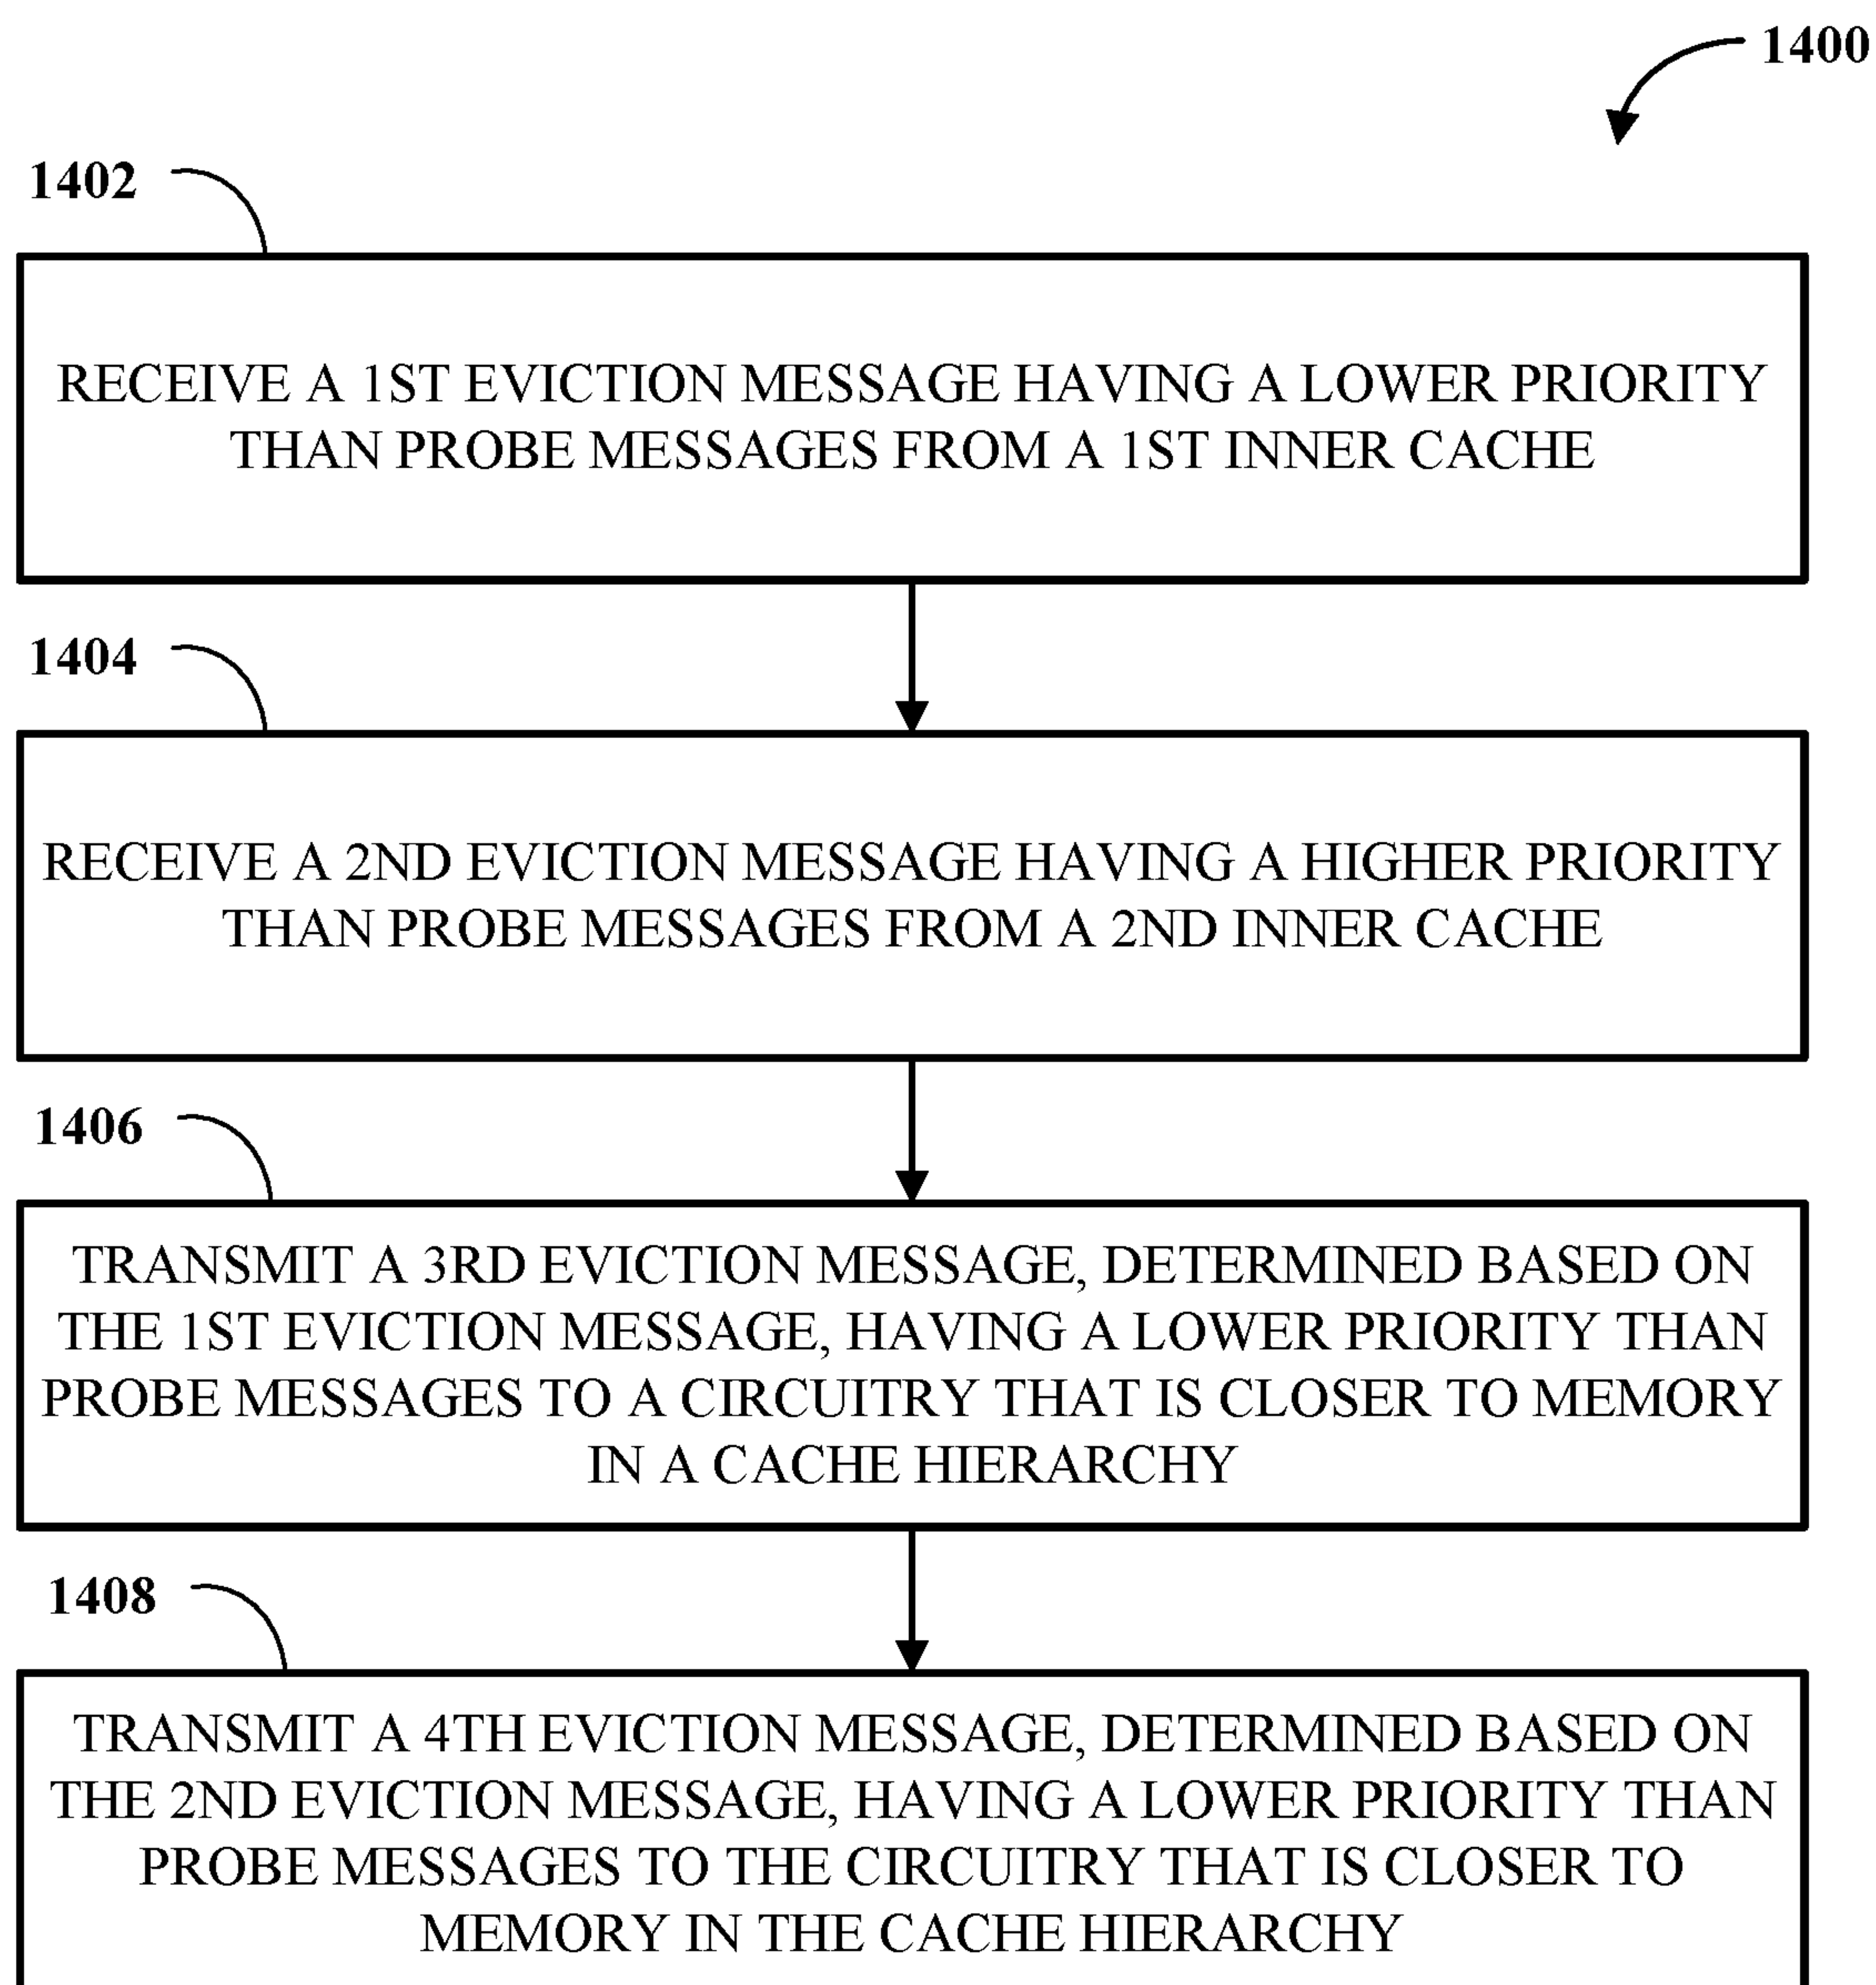 1400
1402
RECEIVE A 1ST EVICTION MESSAGE HAVING A LOWER PRIORITY
THAN PROBE MESSAGES FROM A 1ST INNER CACHE
1404
RECEIVE A 2ND EVICTION MESSAGE HAVING A HIGHER PRIORITY
THAN PROBE MESSAGES FROM A 2ND INNER CACHE
1406
TRANSMIT A 3RD EVICTION MESSAGE, DETERMINED BASED ON
THE 1ST EVICTION MESSAGE, HAVING A LOWER PRIORITY THAN
PROBE MESSAGES TO A CIRCUITRY THAT IS CLOSER TO MEMORY
IN A CACHE HIERARCHY
1408
TRANSMIT A 4TH EVICTION MESSAGE, DETERMINED BASED ON
THE 2ND EVICTION MESSAGE, HAVING A LOWER PRIORITY THAN
PROBE MESSAGES TO THE CIRCUITRY THAT IS CLOSER TO
MEMORY IN THE CACHE HIERARCHY